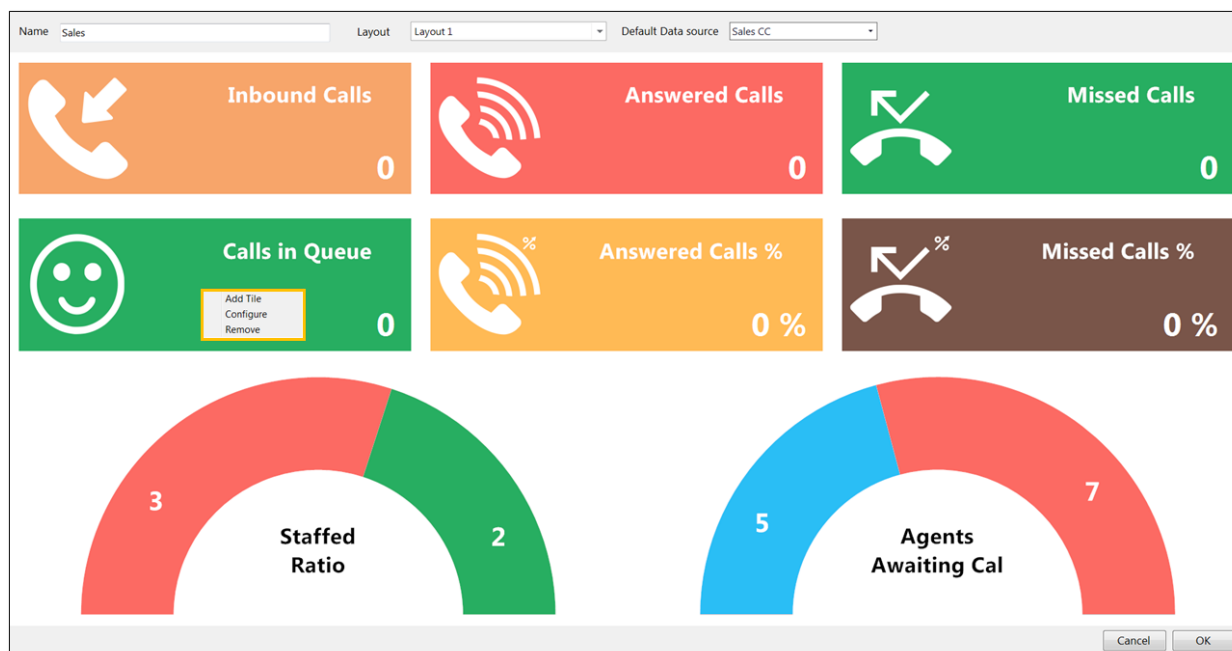 Name Sales Layout Layout 1 Default Data source Sales CC
Inbound Calls
0
Answered Calls
0
Missed Calls
0
Calls in Queue
0
Add Tile
Configure
Remove
%
Answered Calls %
0 %
%
Missed Calls %
0 %
3
2
Staffed
Ratio
5
7
Agents
Awaiting Cal
Cancel OK